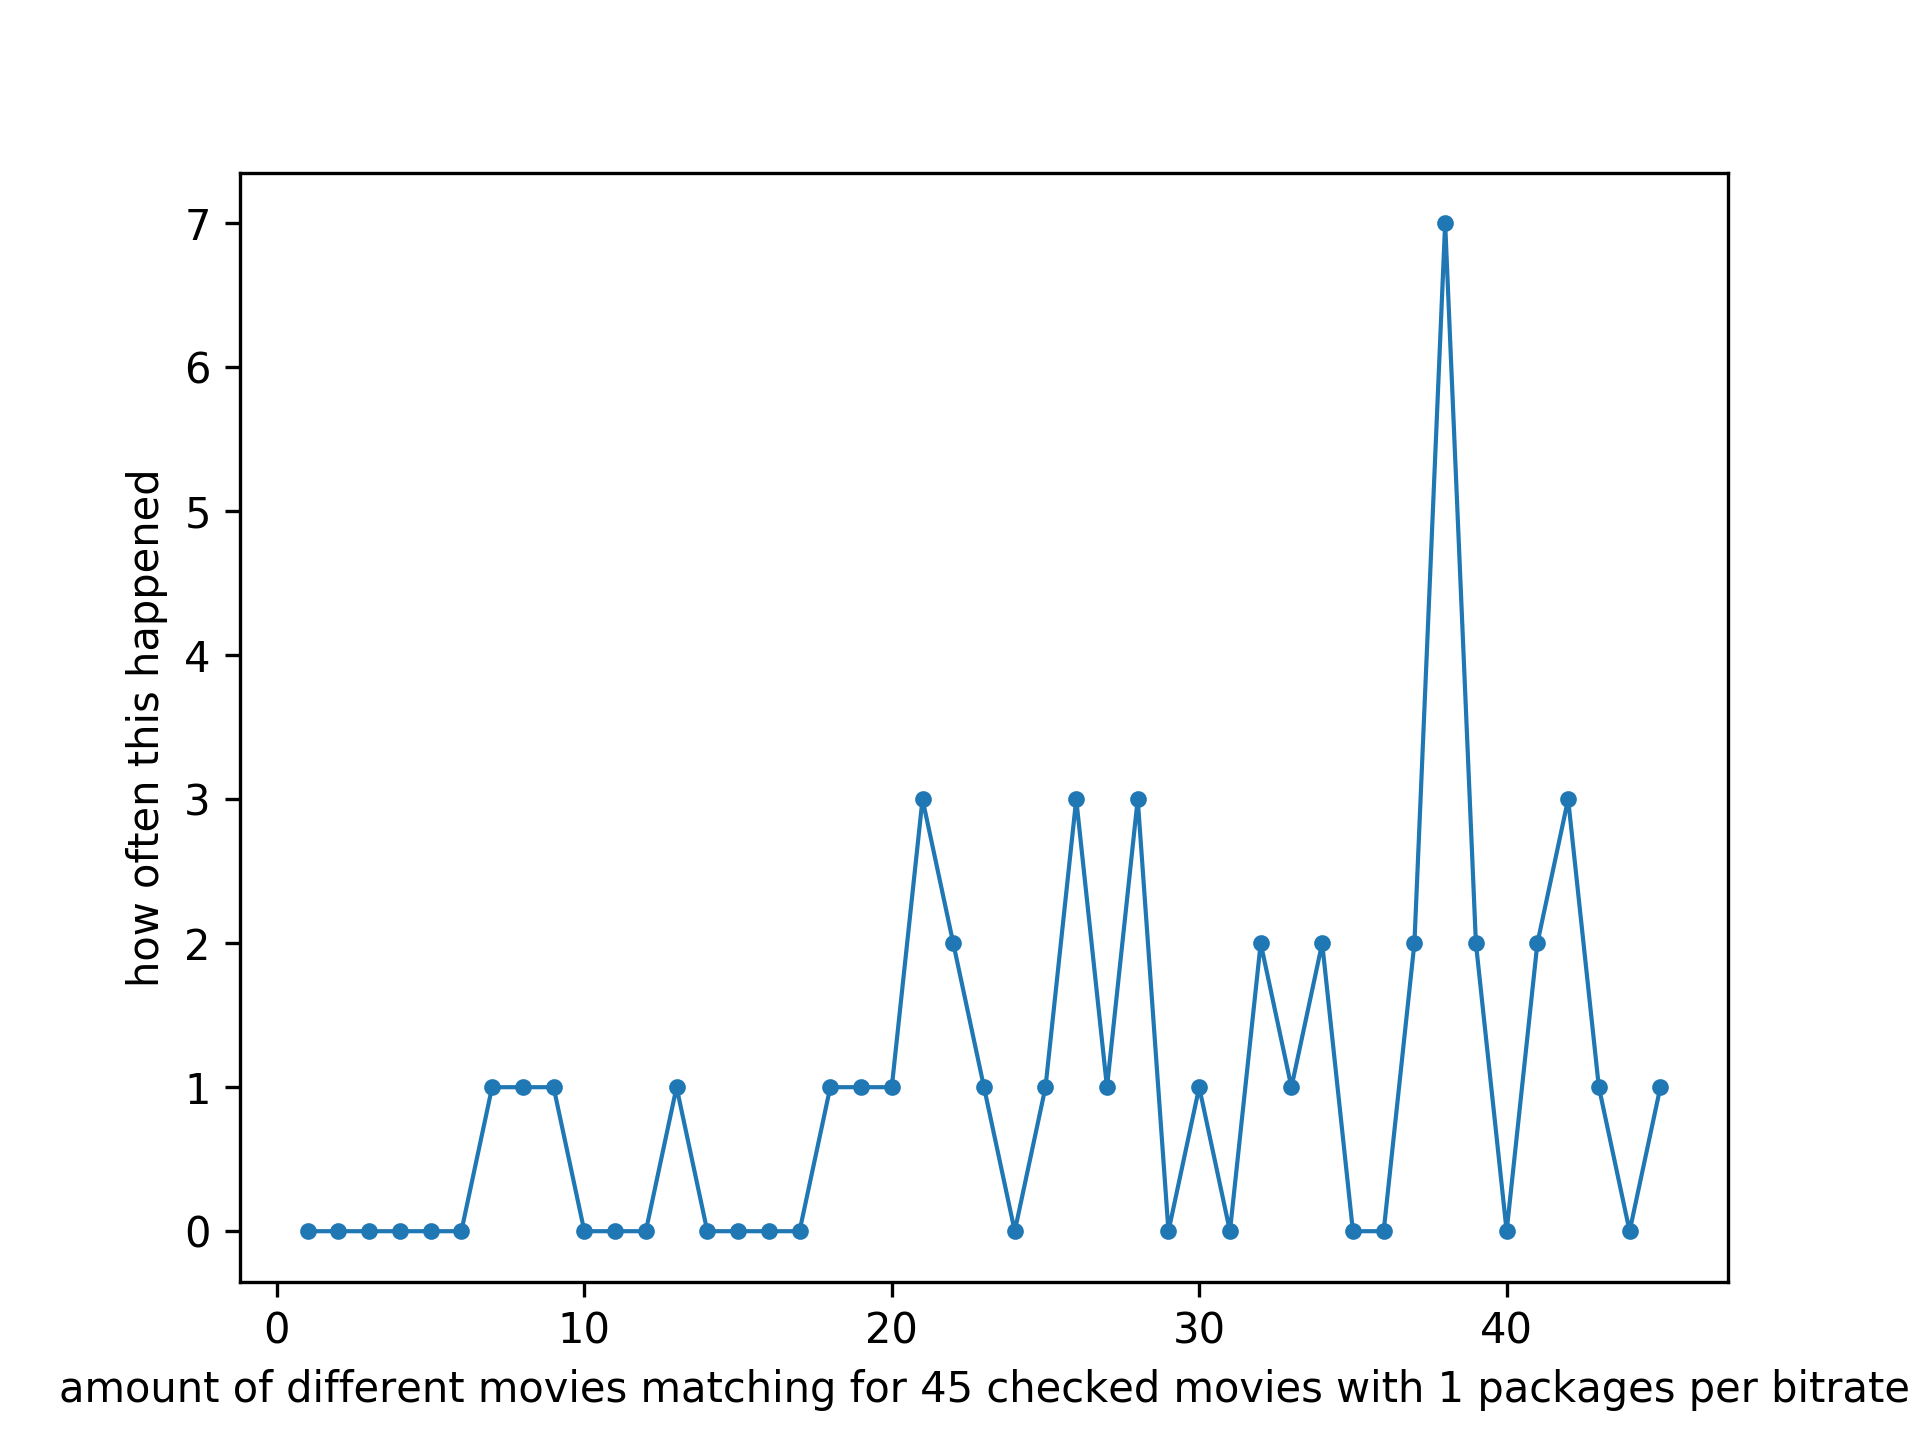 7
6
5
4
3
2
1
0
how often this happened
0 10 20 30 40
amount of different movies matching for 45 checked movies with 1 packages per bitrate